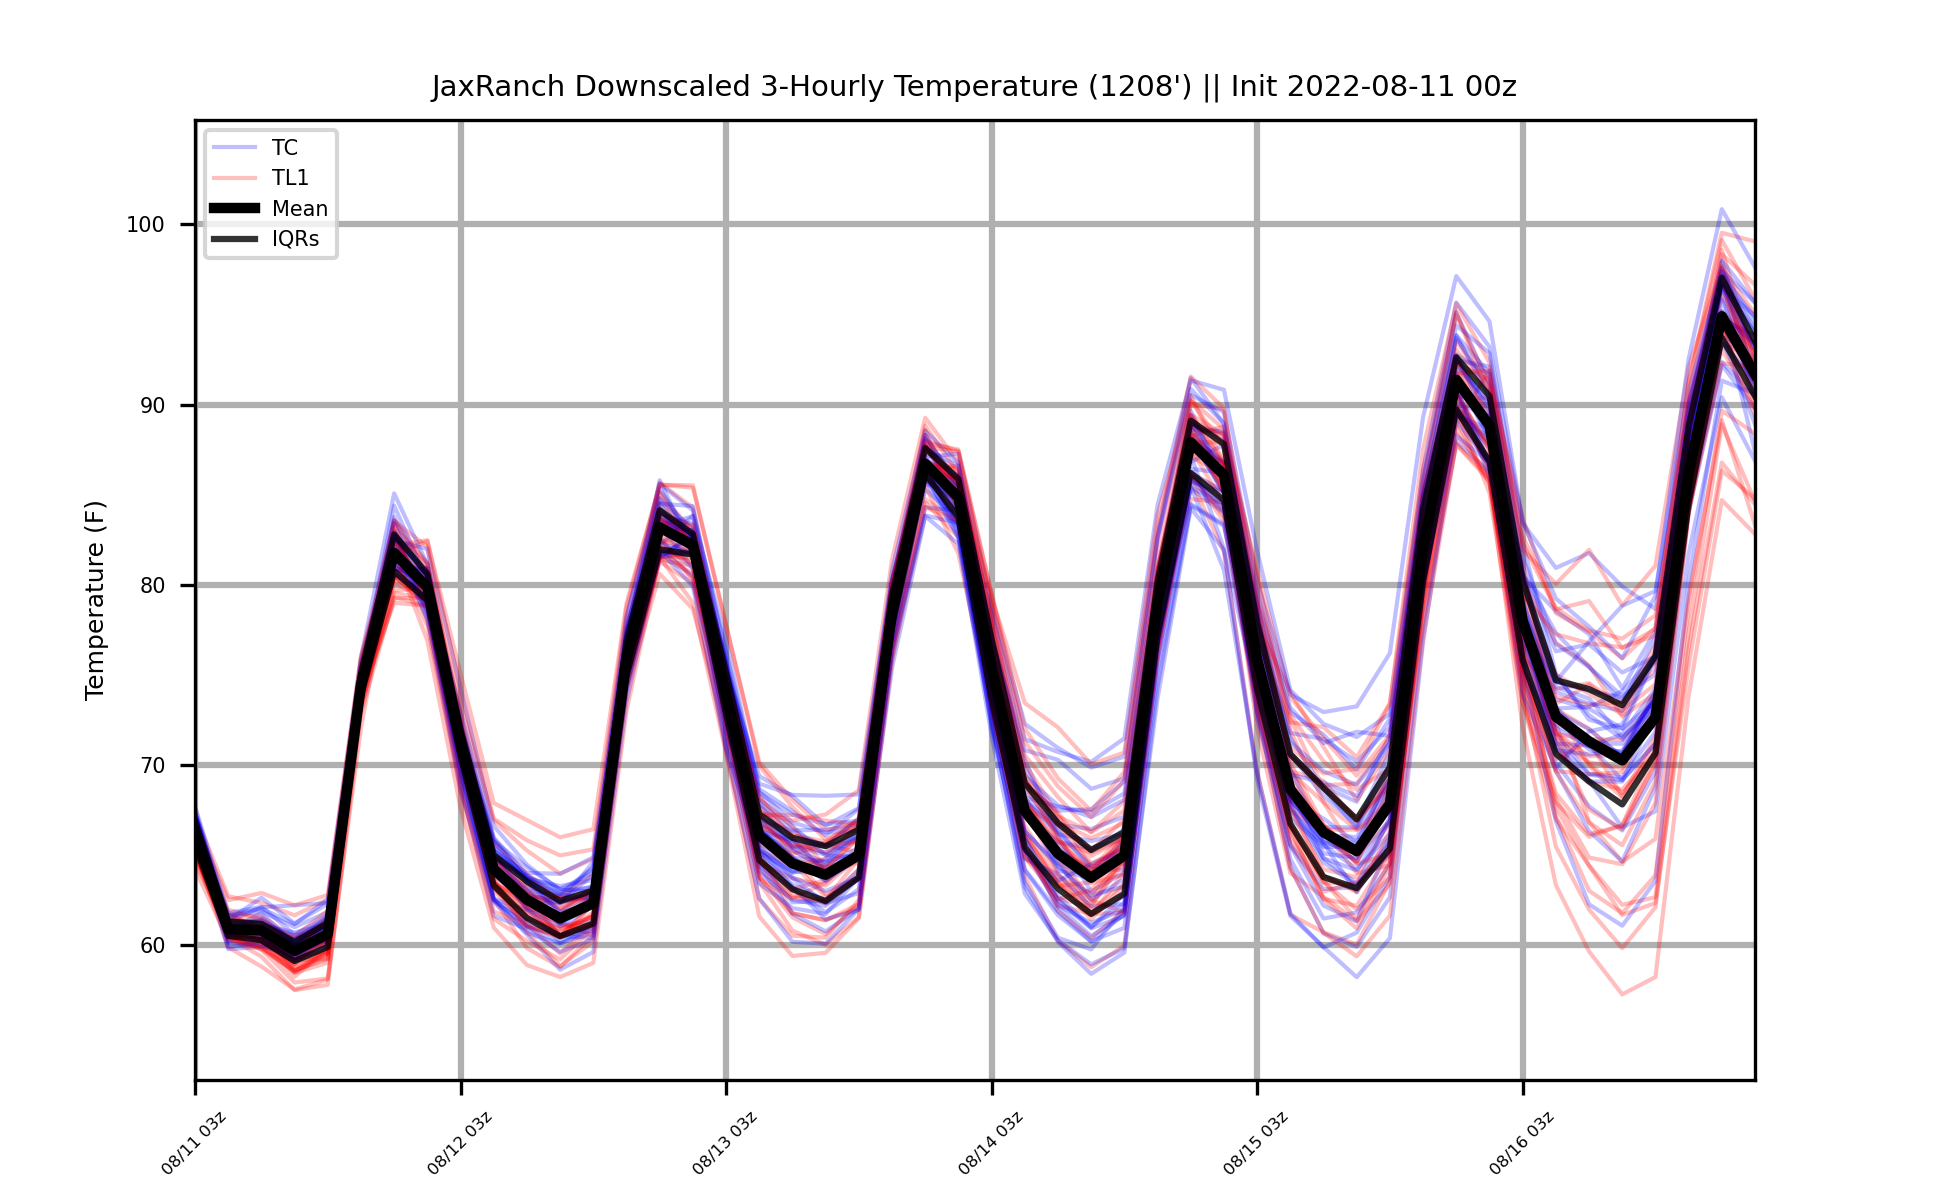 JaxRanch Downscaled 3-Hourly Temperature (1208') || Init 2022-08-11 00z
TC
TL1
Mean
IQRs
Temperature (F)
100
90
80
70
60
08/11 03z
08/12 03z
08/13 03z
08/14 03z
08/15 03z
08/16 03z